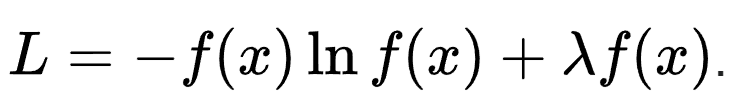 L = −f(x) ln f(x) + λf(x).